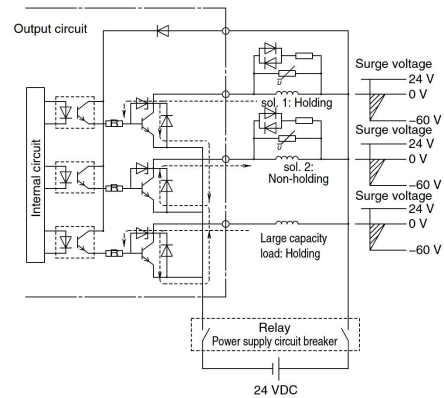 Output circuit
Internal circuit
Surge voltage
24 V
0 V
–60 V
sol. 1: Holding
Surge voltage
24 V
0 V
–60 V
sol. 2:
Non-holding
Surge voltage
24 V
0 V
–60 V
Large capacity
load: Holding
Relay
Power supply circuit breaker
24 VDC